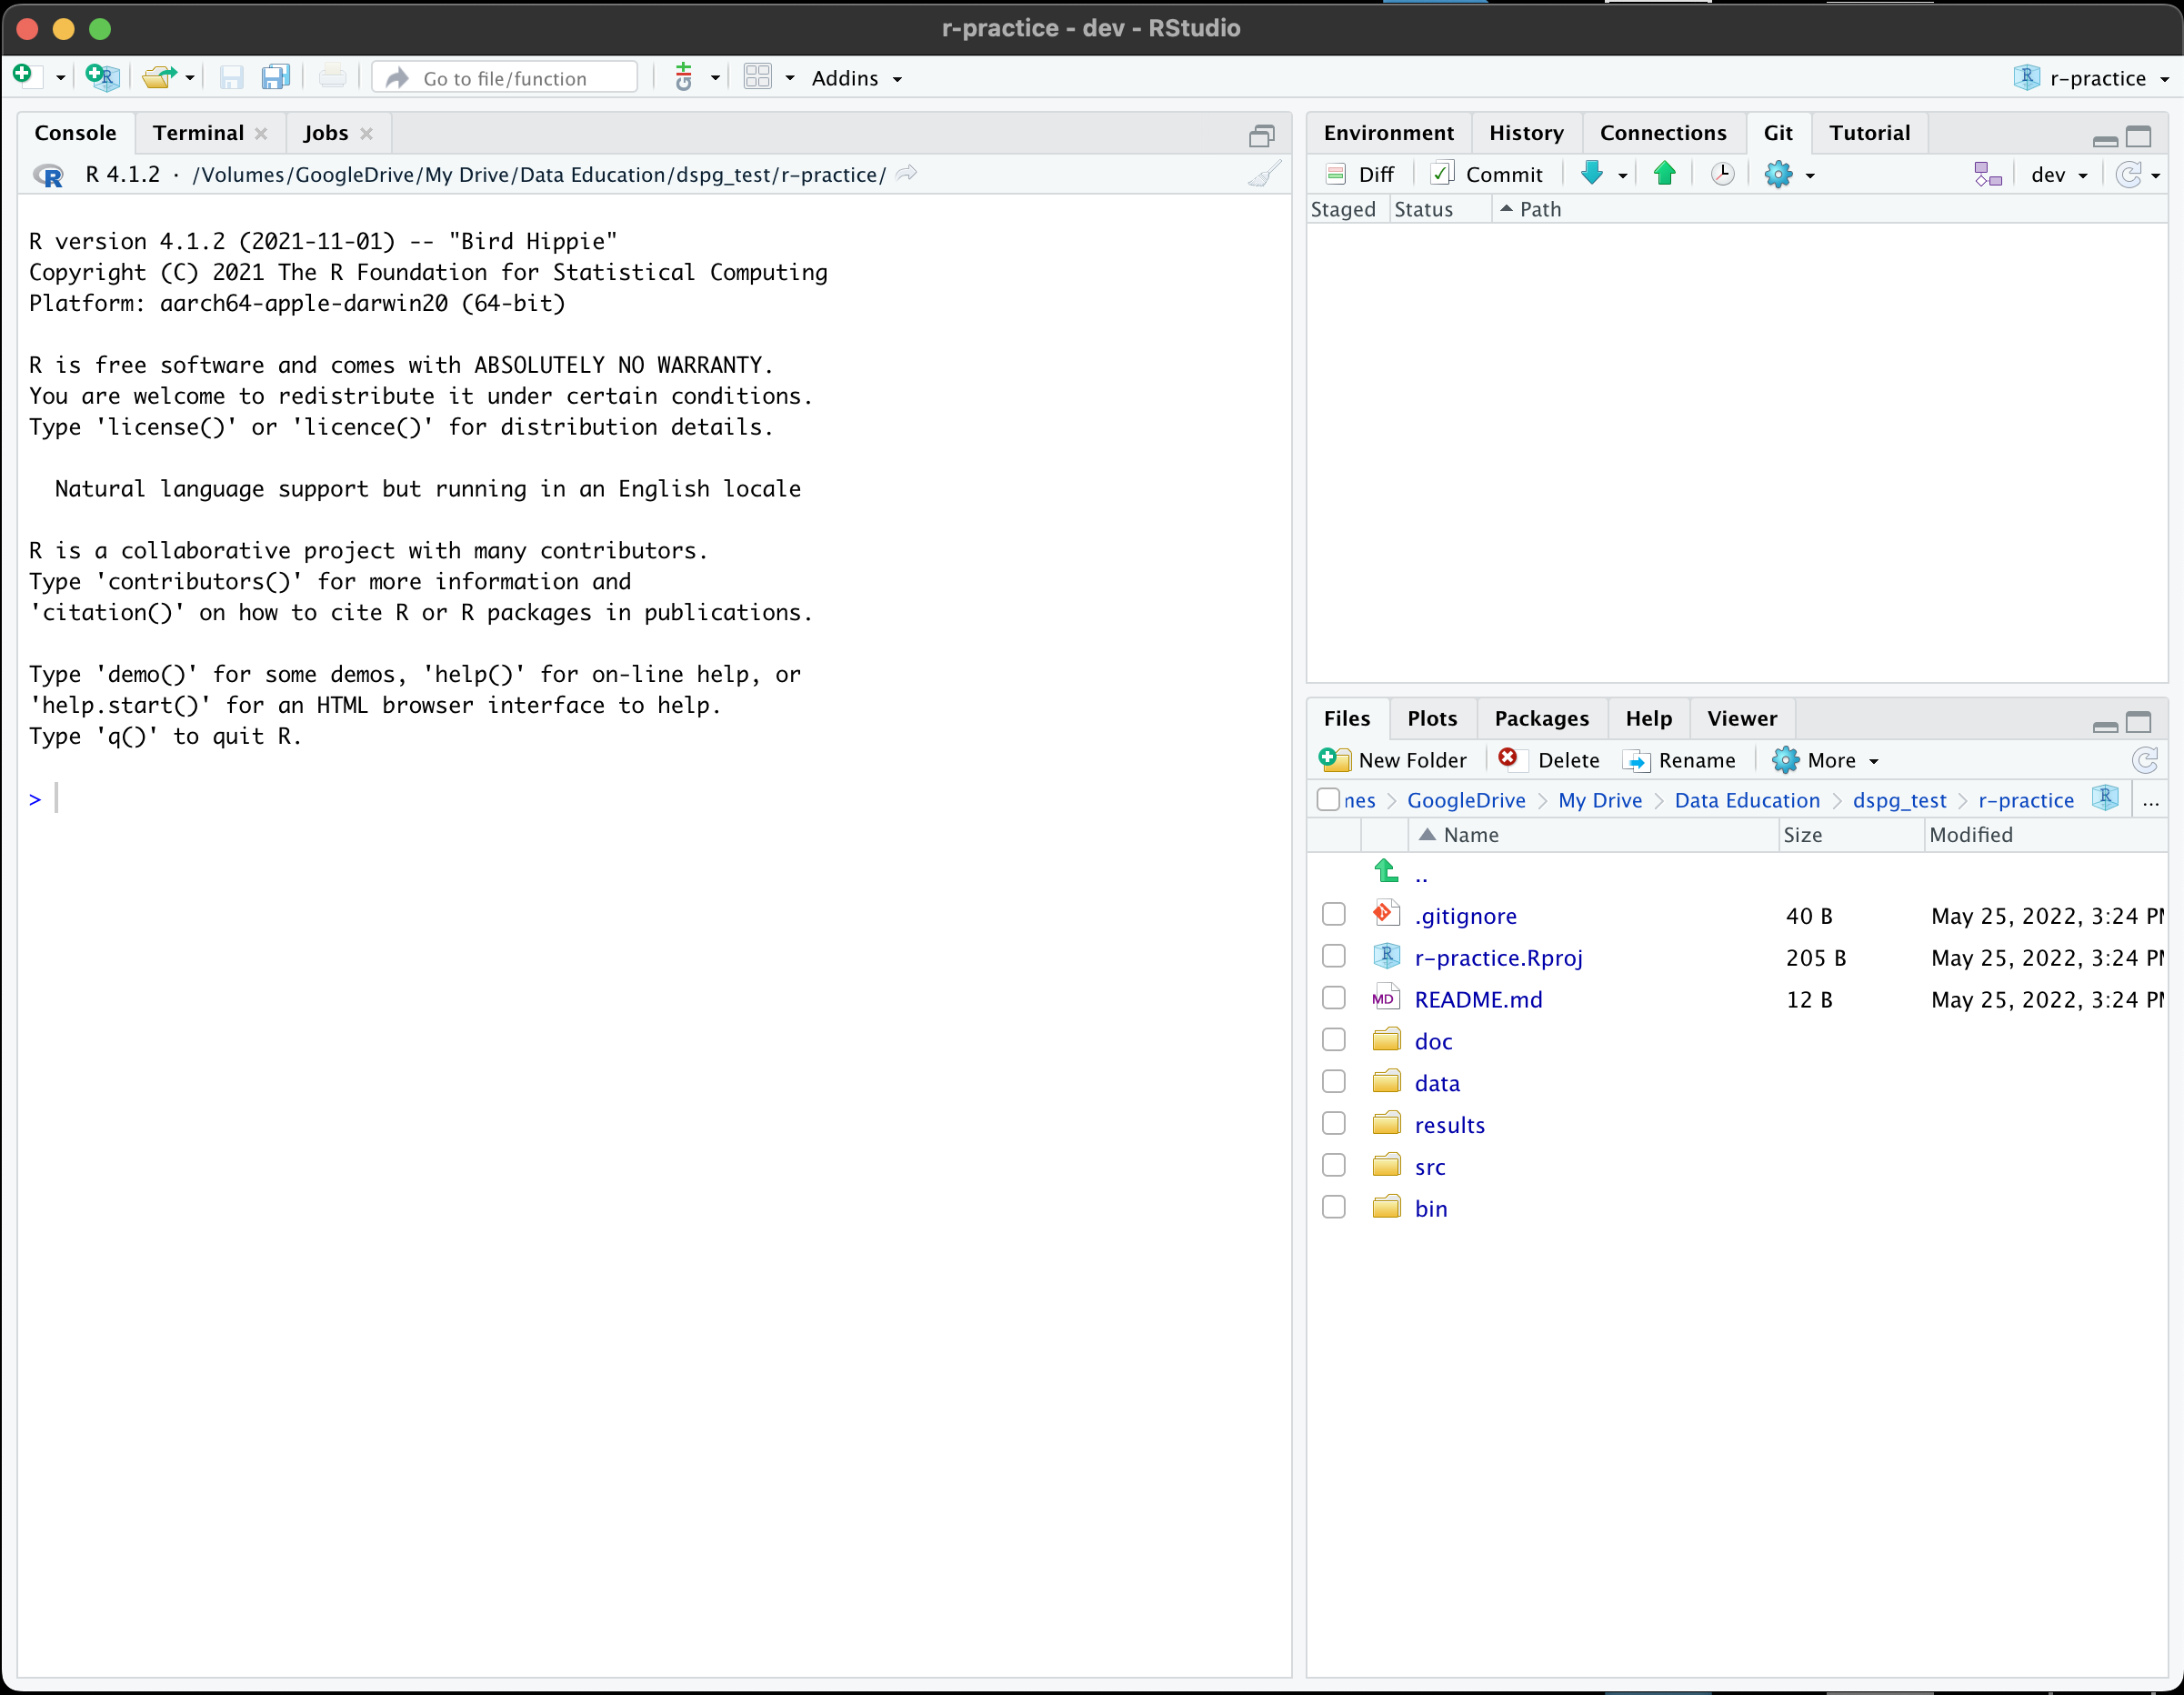 r-practice - dev - RStudio
Go to file/function
Addins
r-practice
Console Terminal Jobs
R 4.1.2 · /Volumes/GoogleDrive/My Drive/Data Education/dspg_test/r-practice/
R version 4.1.2 (2021-11-01) -- "Bird Hippie"
Copyright (C) 2021 The R Foundation for Statistical Computing
Platform: aarch64-apple-darwin20 (64-bit)
R is free software and comes with ABSOLUTELY NO WARRANTY.
You are welcome to redistribute it under certain conditions.
Type 'license()' or 'licence()' for distribution details.
Natural language support but running in an English locale
R is a collaborative project with many contributors.
Type 'contributors()' for more information and
'citation()' on how to cite R or R packages in publications.
Type 'demo()' for some demos, 'help()' for on-line help, or
'help.start()' for an HTML browser interface to help.
Type 'q()' to quit R.
>
Environment History Connections Git Tutorial
Diff Commit dev
Staged Status Path
Files Plots Packages Help Viewer
New Folder Delete Rename More
nes > GoogleDrive > My Drive > Data Education > dspg_test > r-practice ...
Name Size Modified
..
.gitignore 40 B May 25, 2022, 3:24 PM
r-practice.Rproj 205 B May 25, 2022, 3:24 PM
README.md 12 B May 25, 2022, 3:24 PM
doc
data
results
src
bin